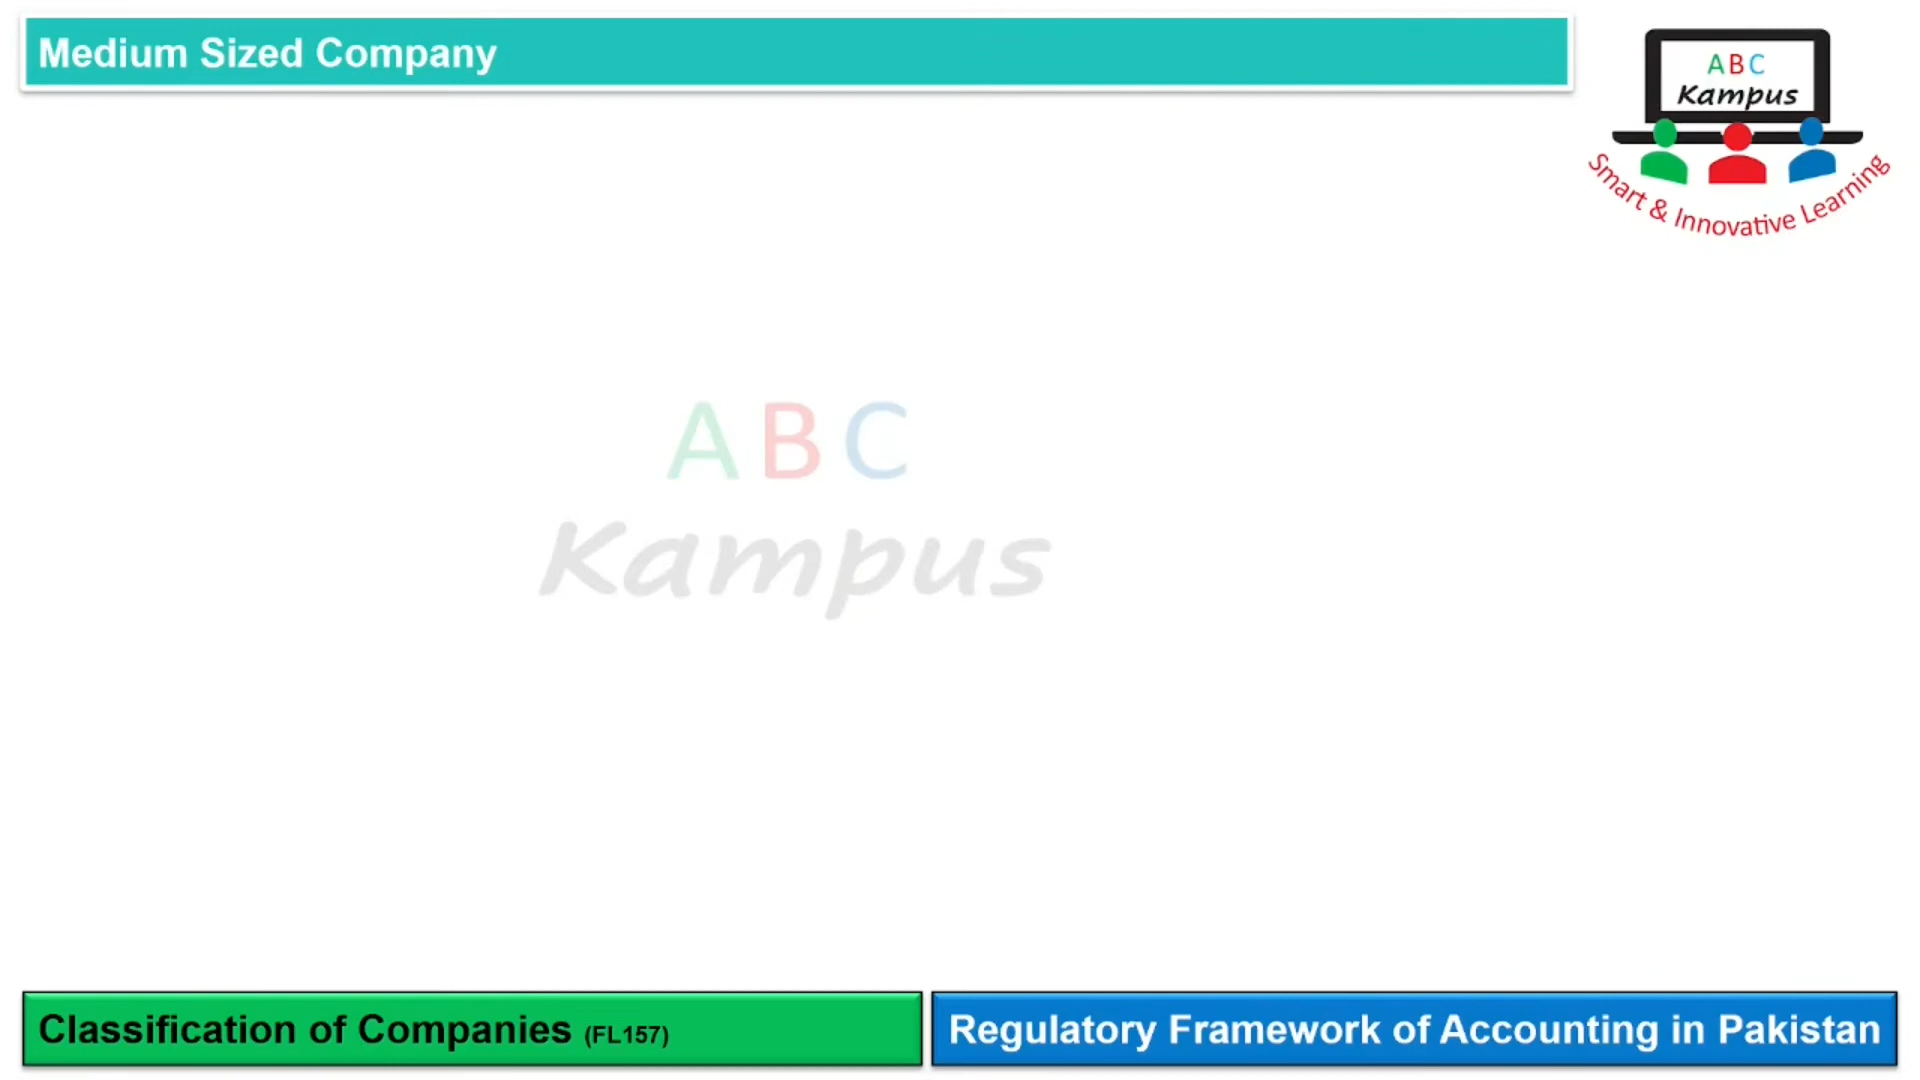 Medium Sized Company
A B C
Kampus
Smart & Innovative Learning
A B C
Kampus
Classification of Companies (FL157)
Regulatory Framework of Accounting in Pakistan